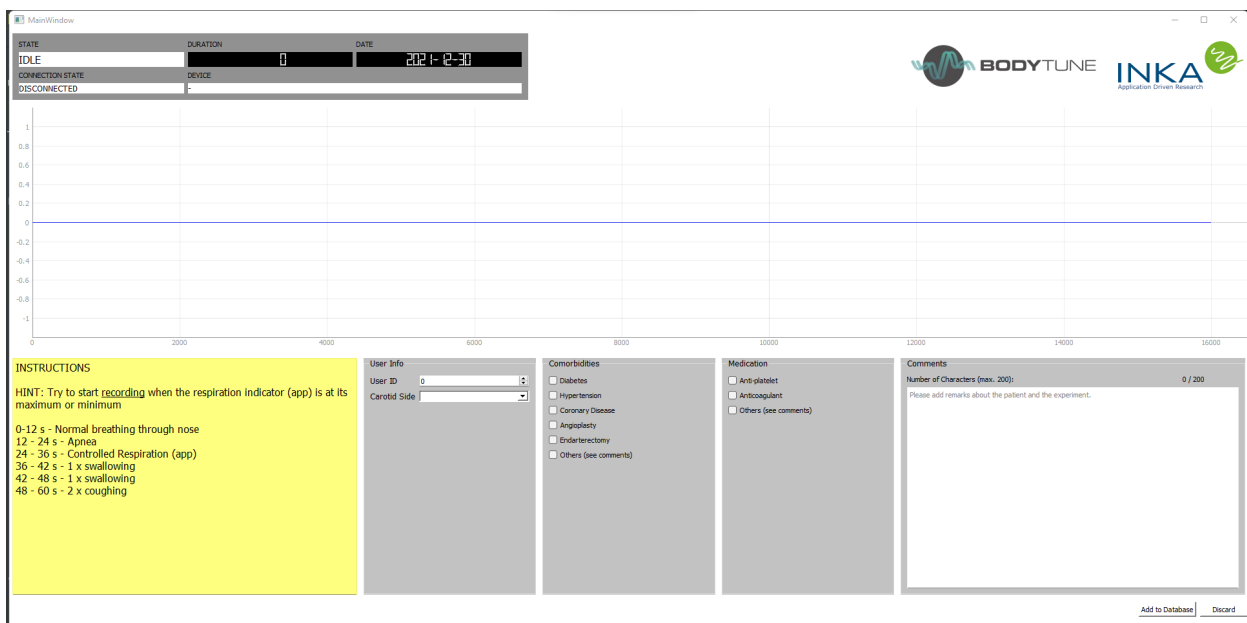 MainWindow
STATE
DURATION
DATE
IDLE
0
2021-12-30
CONNECTION STATE
DEVICE
DISCONNECTED
-
BODYTUNE
INKA
Application Driven Research
1
0.8
0.6
0.4
0.2
0
-0.2
-0.4
-0.6
-0.8
-1
0
2000
4000
6000
8000
10000
12000
14000
16000
INSTRUCTIONS
HINT: Try to start recording when the respiration indicator (app) is at its
maximum or minimum
0-12 s - Normal breathing through nose
12 - 24 s - Apnea
24 - 36 s - Controlled Respiration (app)
36 - 42 s - 1 x swallowing
42 - 48 s - 1 x swallowing
48 - 60 s - 2 x coughing
User Info
User ID 0
Carotid Side
Comorbidities
Diabetes
Hypertension
Coronary Disease
Angioplasty
Endarterectomy
Others (see comments)
Medication
Anti-platelet
Anticoagulant
Others (see comments)
Comments
Number of Characters (max. 200): 0 / 200
Please add remarks about the patient and the experiment.
Add to Database
Discard